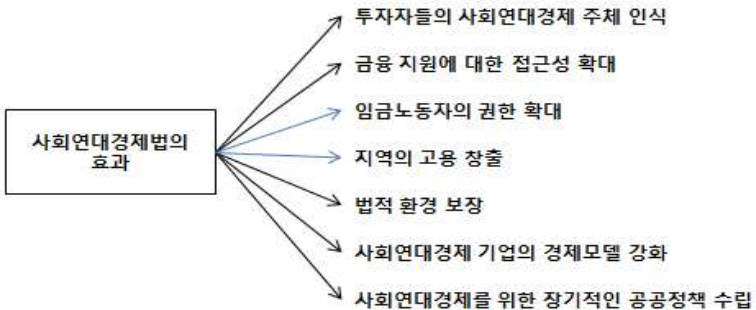 투자자들의 사회연대경제 주체 인식
금융 지원에 대한 접근성 확대
임금노동자의 권한 확대
사회연대경제법의
효과
지역의 고용 창출
법적 환경 보장
사회연대경제 기업의 경제모델 강화
사회연대경제를 위한 장기적인 공공정책 수립